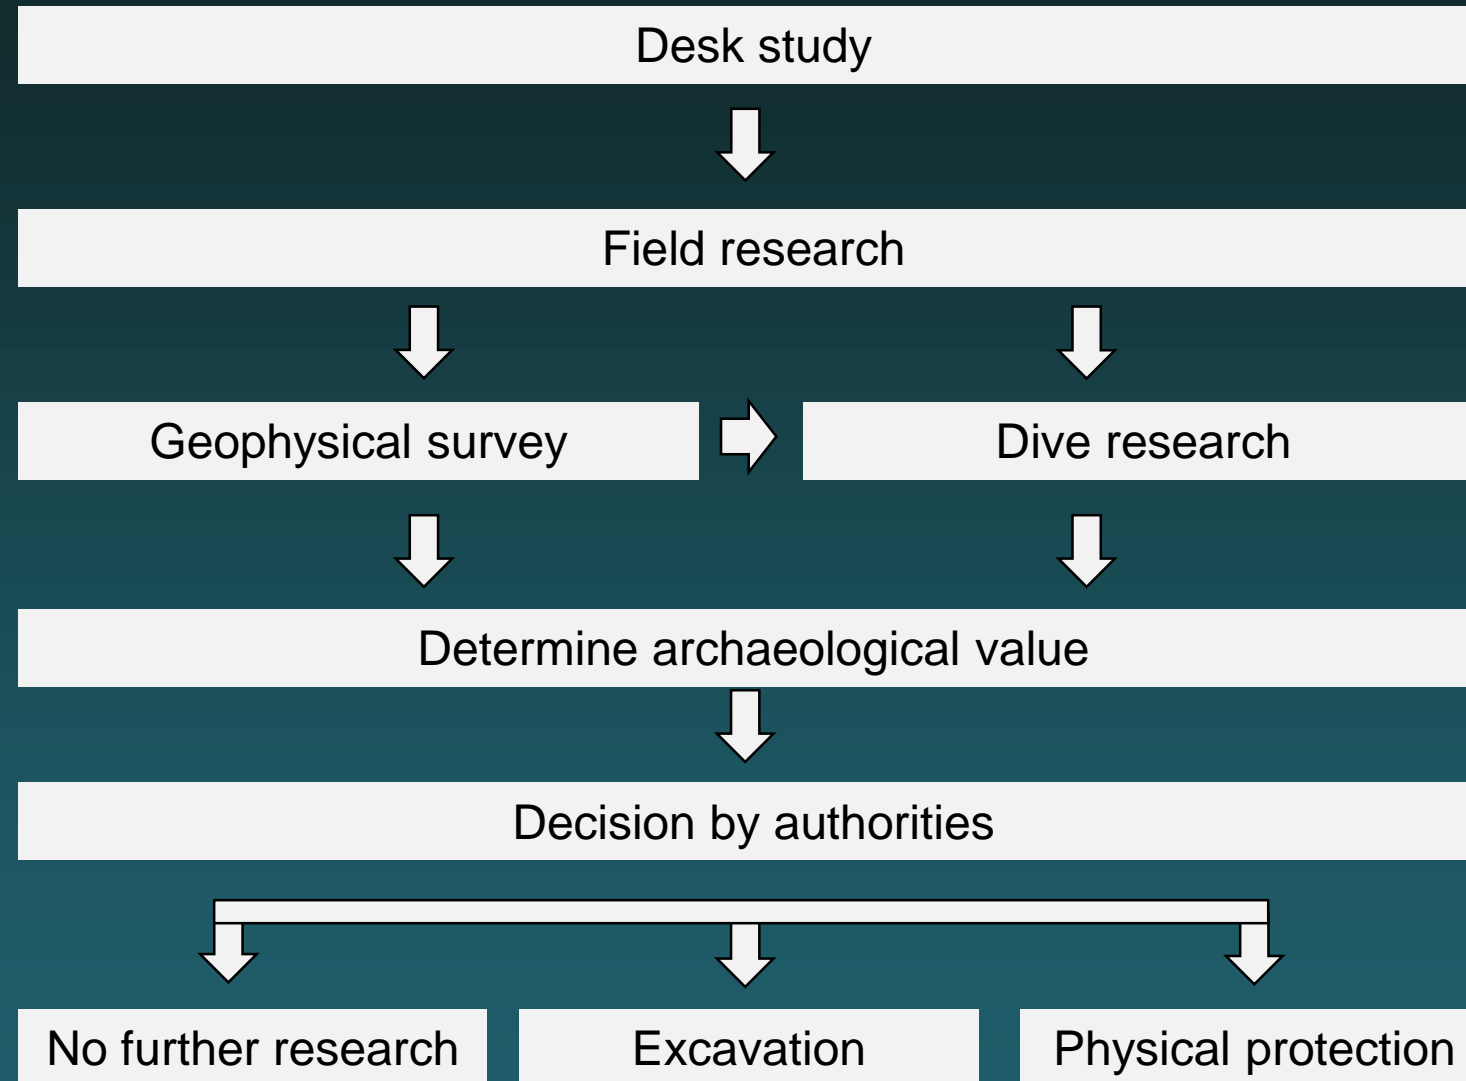 Desk study
Field research
Geophysical survey
Dive research
Determine archaeological value
Decision by authorities
No further research
Excavation
Physical protection